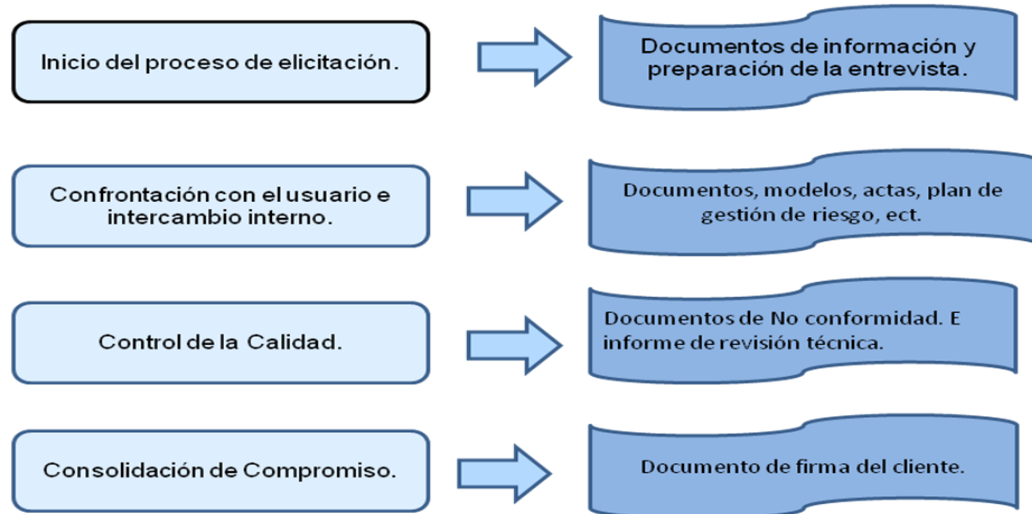 Inicio del proceso de elicitación.
Documentos de información y
preparación de la entrevista.
Confrontación con el usuario e
intercambio interno.
Documentos, modelos, actas, plan de
gestión de riesgo, ect.
Control de la Calidad.
Documentos de No conformidad. E
informe de revisión técnica.
Consolidación de Compromiso.
Documento de firma del cliente.